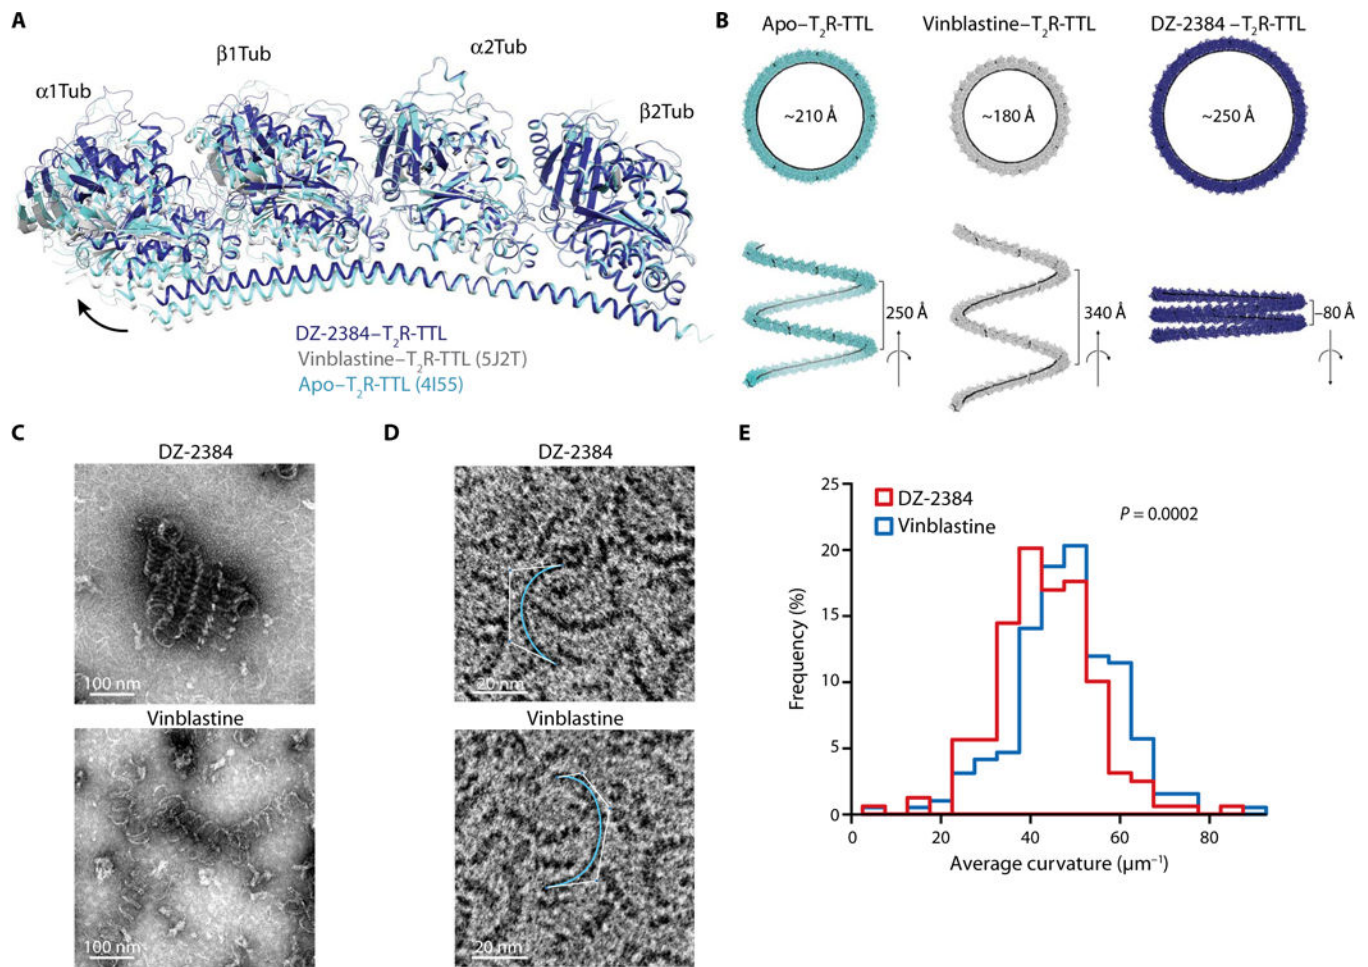 A
α1Tub
β1Tub
α2Tub
β2Tub
DZ-2384–T₂R-TTL
Vinblastine–T₂R-TTL (5J2T)
Apo–T₂R-TTL (4I55)
B
Apo–T₂R-TTL
Vinblastine–T₂R-TTL
DZ-2384 –T₂R-TTL
~210 Å
~180 Å
~250 Å
250 Å
340 Å
–80 Å
C
DZ-2384
100 nm
Vinblastine
100 nm
D
DZ-2384
20 nm
Vinblastine
20 nm
E
DZ-2384
Vinblastine
P = 0.0002
Frequency (%)
25
20
15
10
5
0
0 20 40 60 80
Average curvature (µm⁻¹)